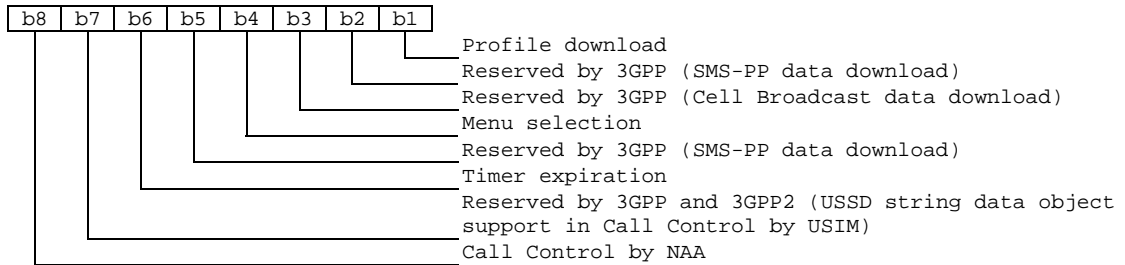 b8 b7 b6 b5 b4 b3 b2 b1
Profile download
Reserved by 3GPP (SMS-PP data download)
Reserved by 3GPP (Cell Broadcast data download)
Menu selection
Reserved by 3GPP (SMS-PP data download)
Timer expiration
Reserved by 3GPP and 3GPP2 (USSD string data object
support in Call Control by USIM)
Call Control by NAA